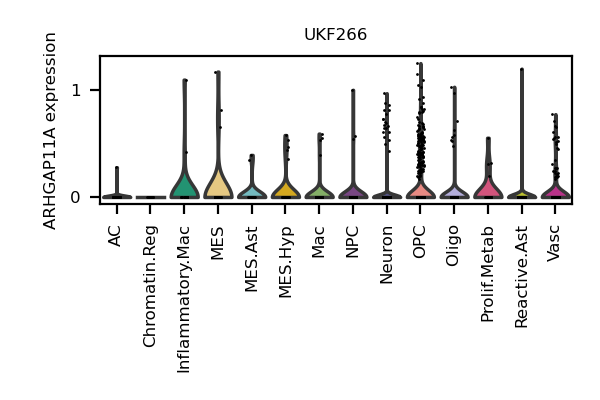 UKF266
ARHGAP11A expression
1
0
AC
Chromatin.Reg
Inflammatory.Mac
MES
MES.Ast
MES.Hyp
Mac
NPC
Neuron
OPC
Oligo
Prolif.Metab
Reactive.Ast
Vasc